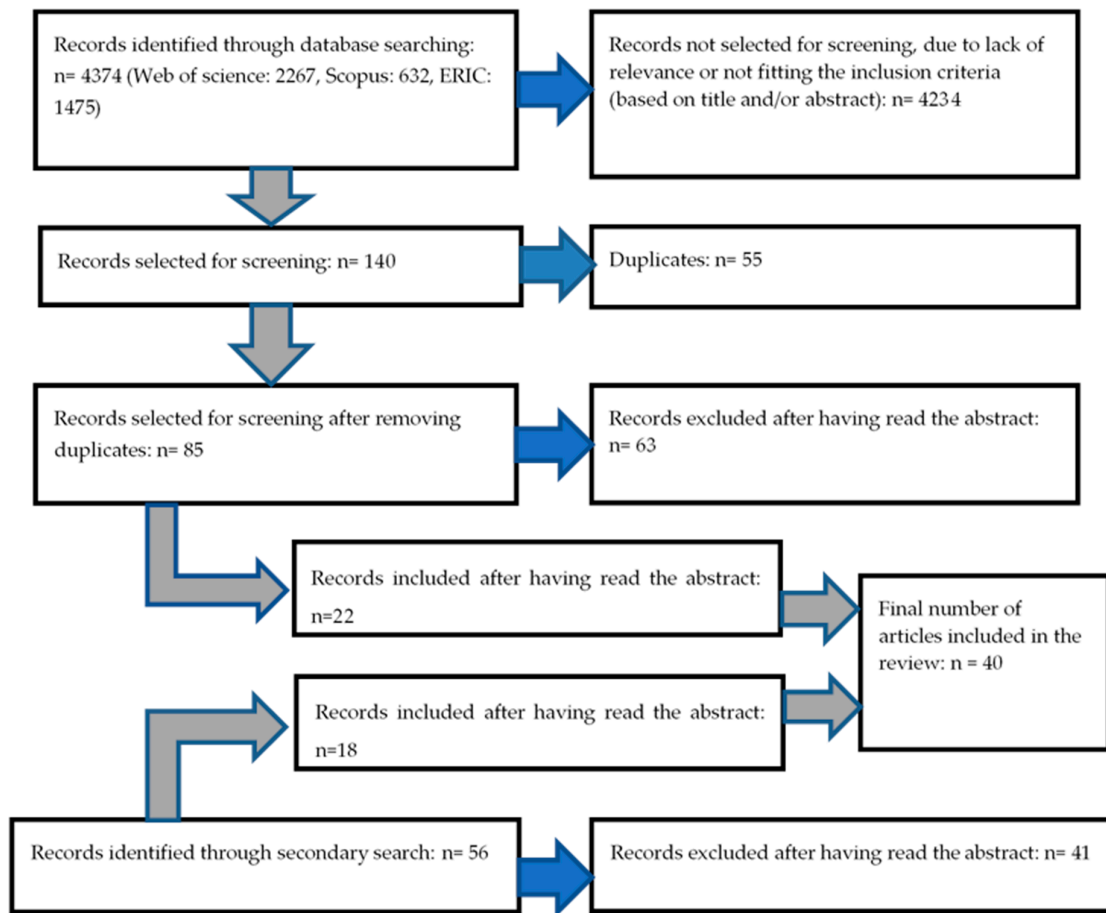 Records identified through database searching:
n= 4374 (Web of science: 2267, Scopus: 632, ERIC:
1475)
Records not selected for screening, due to lack of
relevance or not fitting the inclusion criteria
(based on title and/or abstract): n= 4234
Records selected for screening: n= 140
Duplicates: n= 55
Records selected for screening after removing
duplicates: n= 85
Records excluded after having read the abstract:
n= 63
Records included after having read the abstract:
n=22
Final number of
articles included in the
review: n = 40
Records included after having read the abstract:
n=18
Records identified through secondary search: n= 56
Records excluded after having read the abstract: n= 41